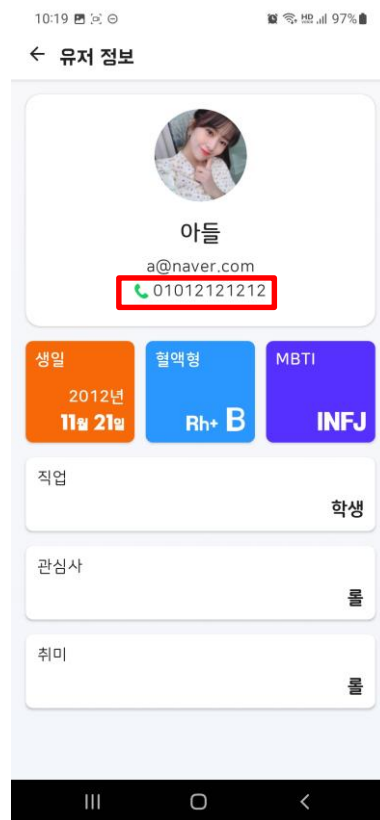 10:19 97%
유저 정보
아들
a@naver.com
01012121212
생일
2012년
11월 21일
혈액형
Rh+ B
MBTI
INFJ
직업
학생
관심사
롤
취미
롤